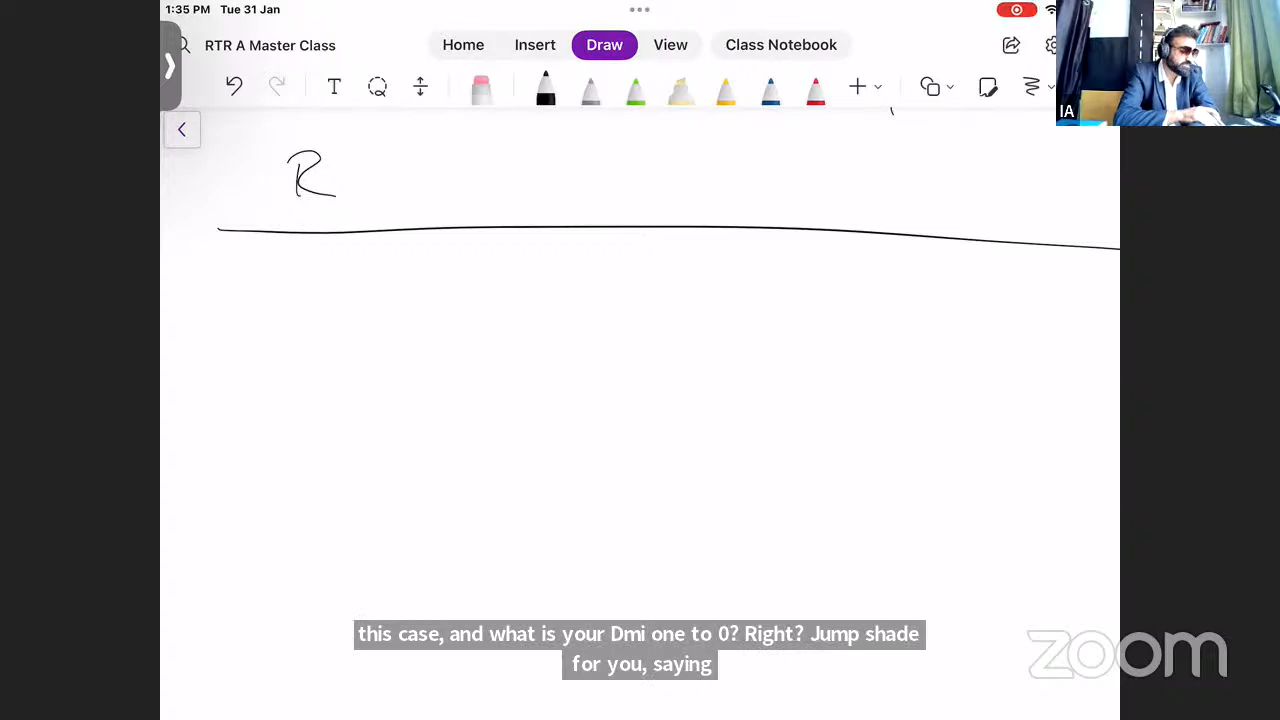 1:35 PM Tue 31 Jan
RTR A Master Class Home Insert Draw View Class Notebook
T
IA
R
this case, and what is your Dmi one to 0? Right? Jump shade
for you, saying
zoom